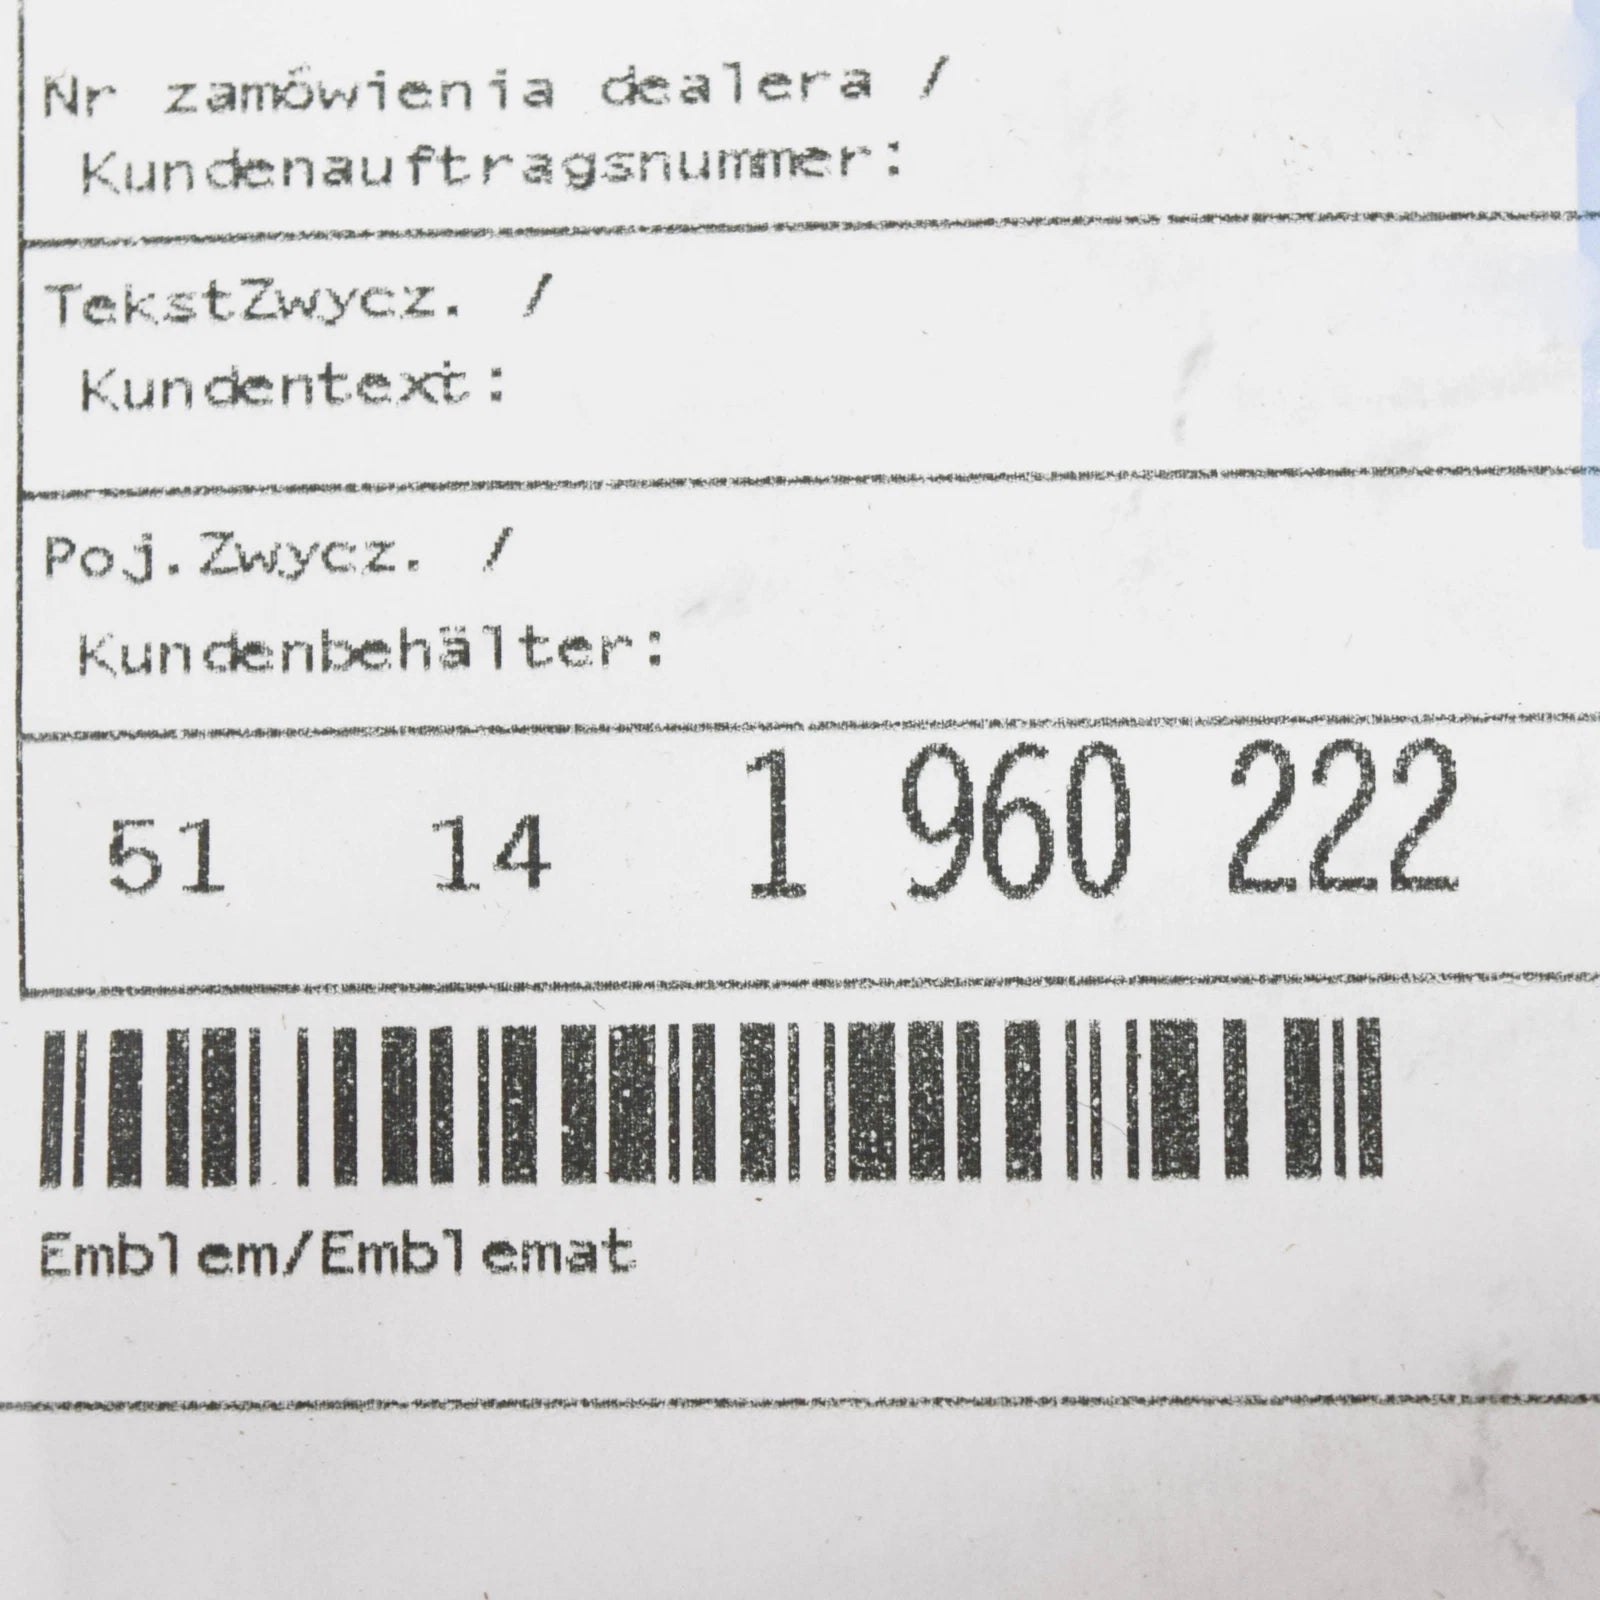 Nr zamówienia dealera /
Kundenauftragsnummer:
TekstZwycz. /
Kundentext:
Poj.Zwycz. /
Kundenbehälter:
51 14 1 960 222
Emblem/Emblemat